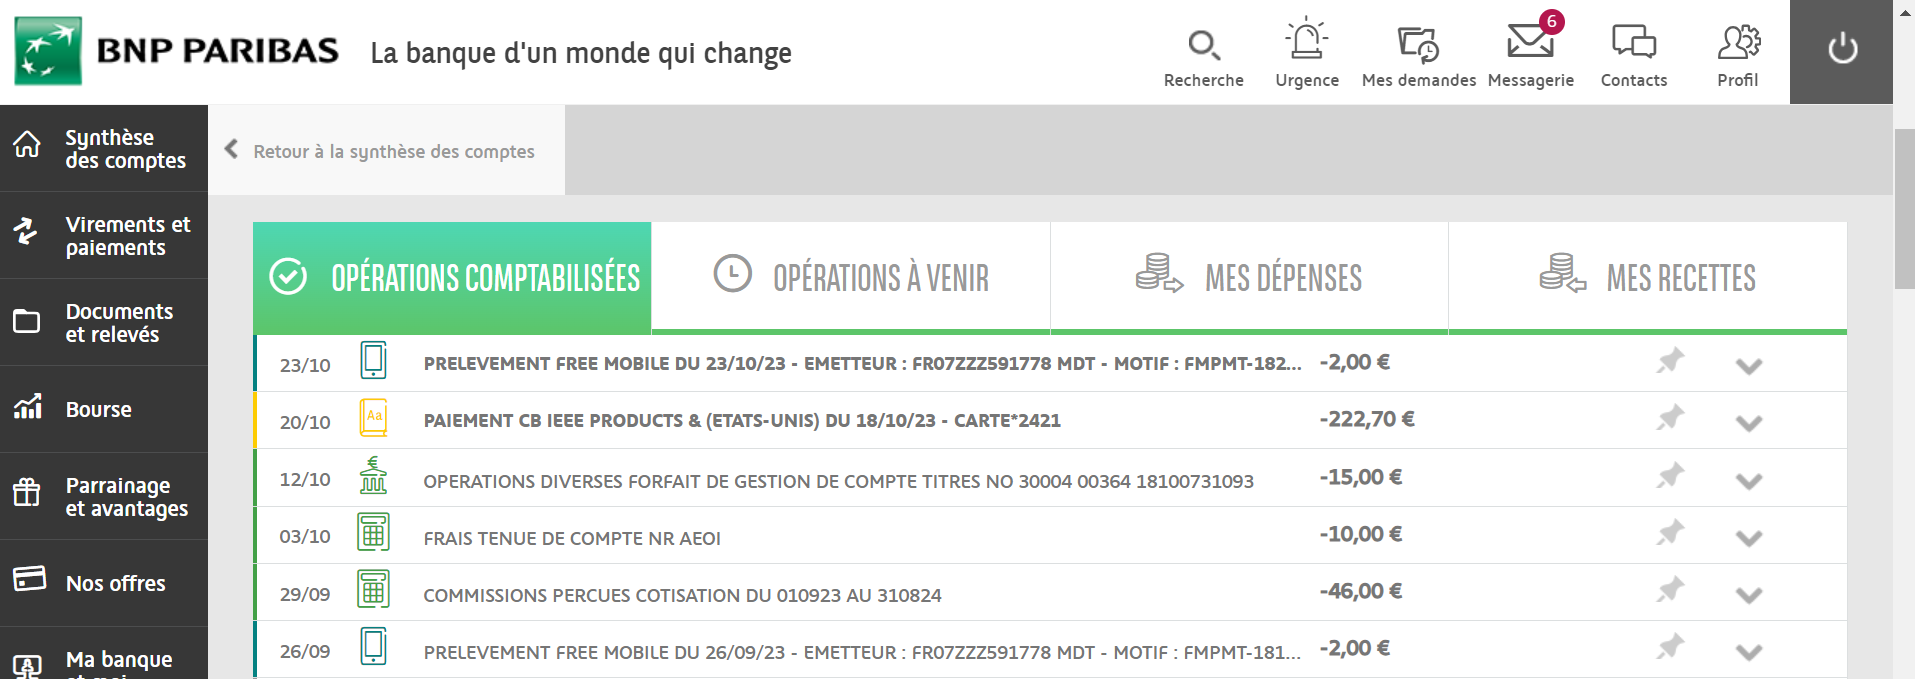 BNP PARIBAS La banque d'un monde qui change
6
Recherche Urgence Mes demandes Messagerie Contacts Profil
Synthèse
des comptes
Virements et
paiements
Documents
et relevés
Bourse
Parrainage
et avantages
Nos offres
Ma banque
et moi
Retour à la synthèse des comptes
OPÉRATIONS COMPTABILISÉES OPÉRATIONS À VENIR MES DÉPENSES MES RECETTES
23/10 PRELEVEMENT FREE MOBILE DU 23/10/23 - EMETTEUR : FR07ZZZ591778 MDT - MOTIF : FMPMT-182... -2,00 €
20/10 Aa PAIEMENT CB IEEE PRODUCTS & (ETATS-UNIS) DU 18/10/23 - CARTE*2421 -222,70 €
12/10 € OPERATIONS DIVERSES FORFAIT DE GESTION DE COMPTE TITRES NO 30004 00364 18100731093 -15,00 €
03/10 FRAIS TENUE DE COMPTE NR AEOI -10,00 €
29/09 COMMISSIONS PERCUES COTISATION DU 010923 AU 310824 -46,00 €
26/09 PRELEVEMENT FREE MOBILE DU 26/09/23 - EMETTEUR : FR07ZZZ591778 MDT - MOTIF : FMPMT-181... -2,00 €